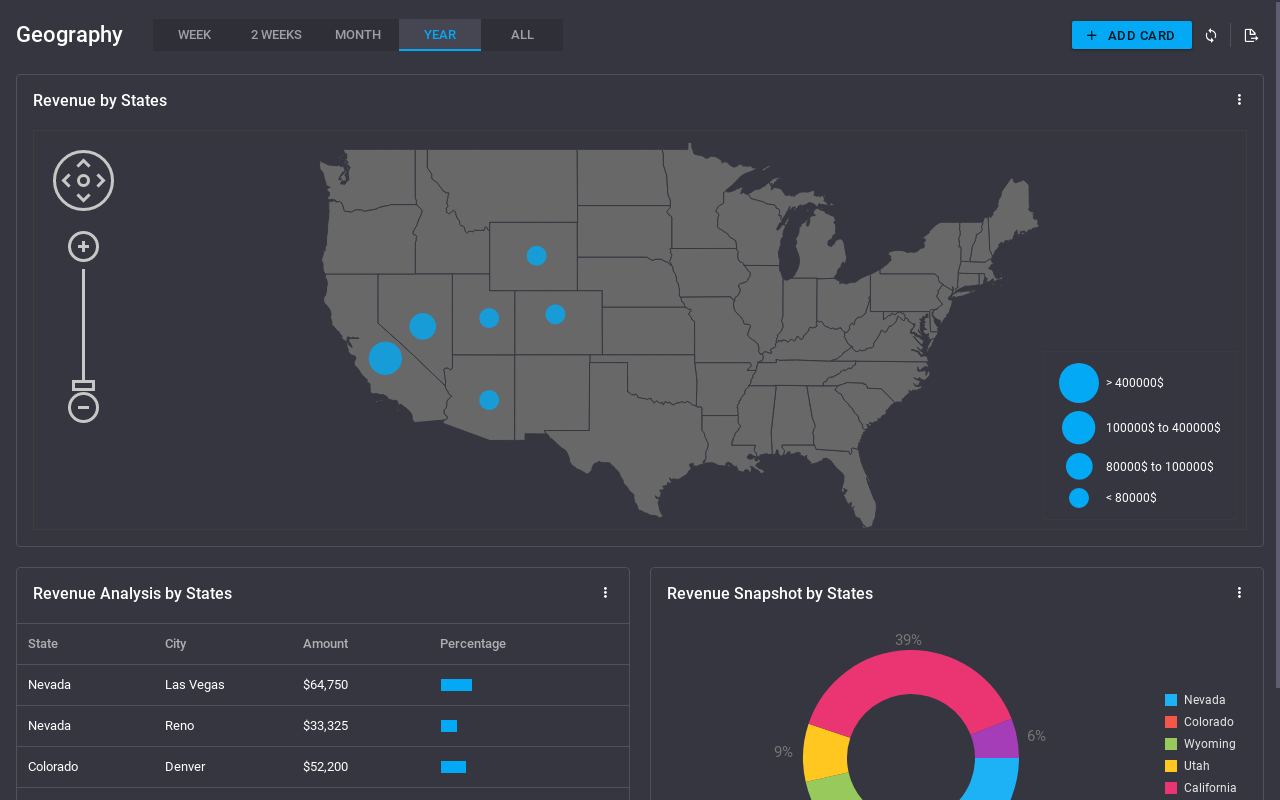 Geography
WEEK 2 WEEKS MONTH YEAR ALL
ADD CARD
Revenue by States
> 400000$
100000$ to 400000$
80000$ to 100000$
< 80000$
Revenue Analysis by States
State City Amount Percentage
Nevada Las Vegas $64,750
Nevada Reno $33,325
Colorado Denver $52,200
Revenue Snapshot by States
39%
6%
9%
Nevada
Colorado
Wyoming
Utah
California